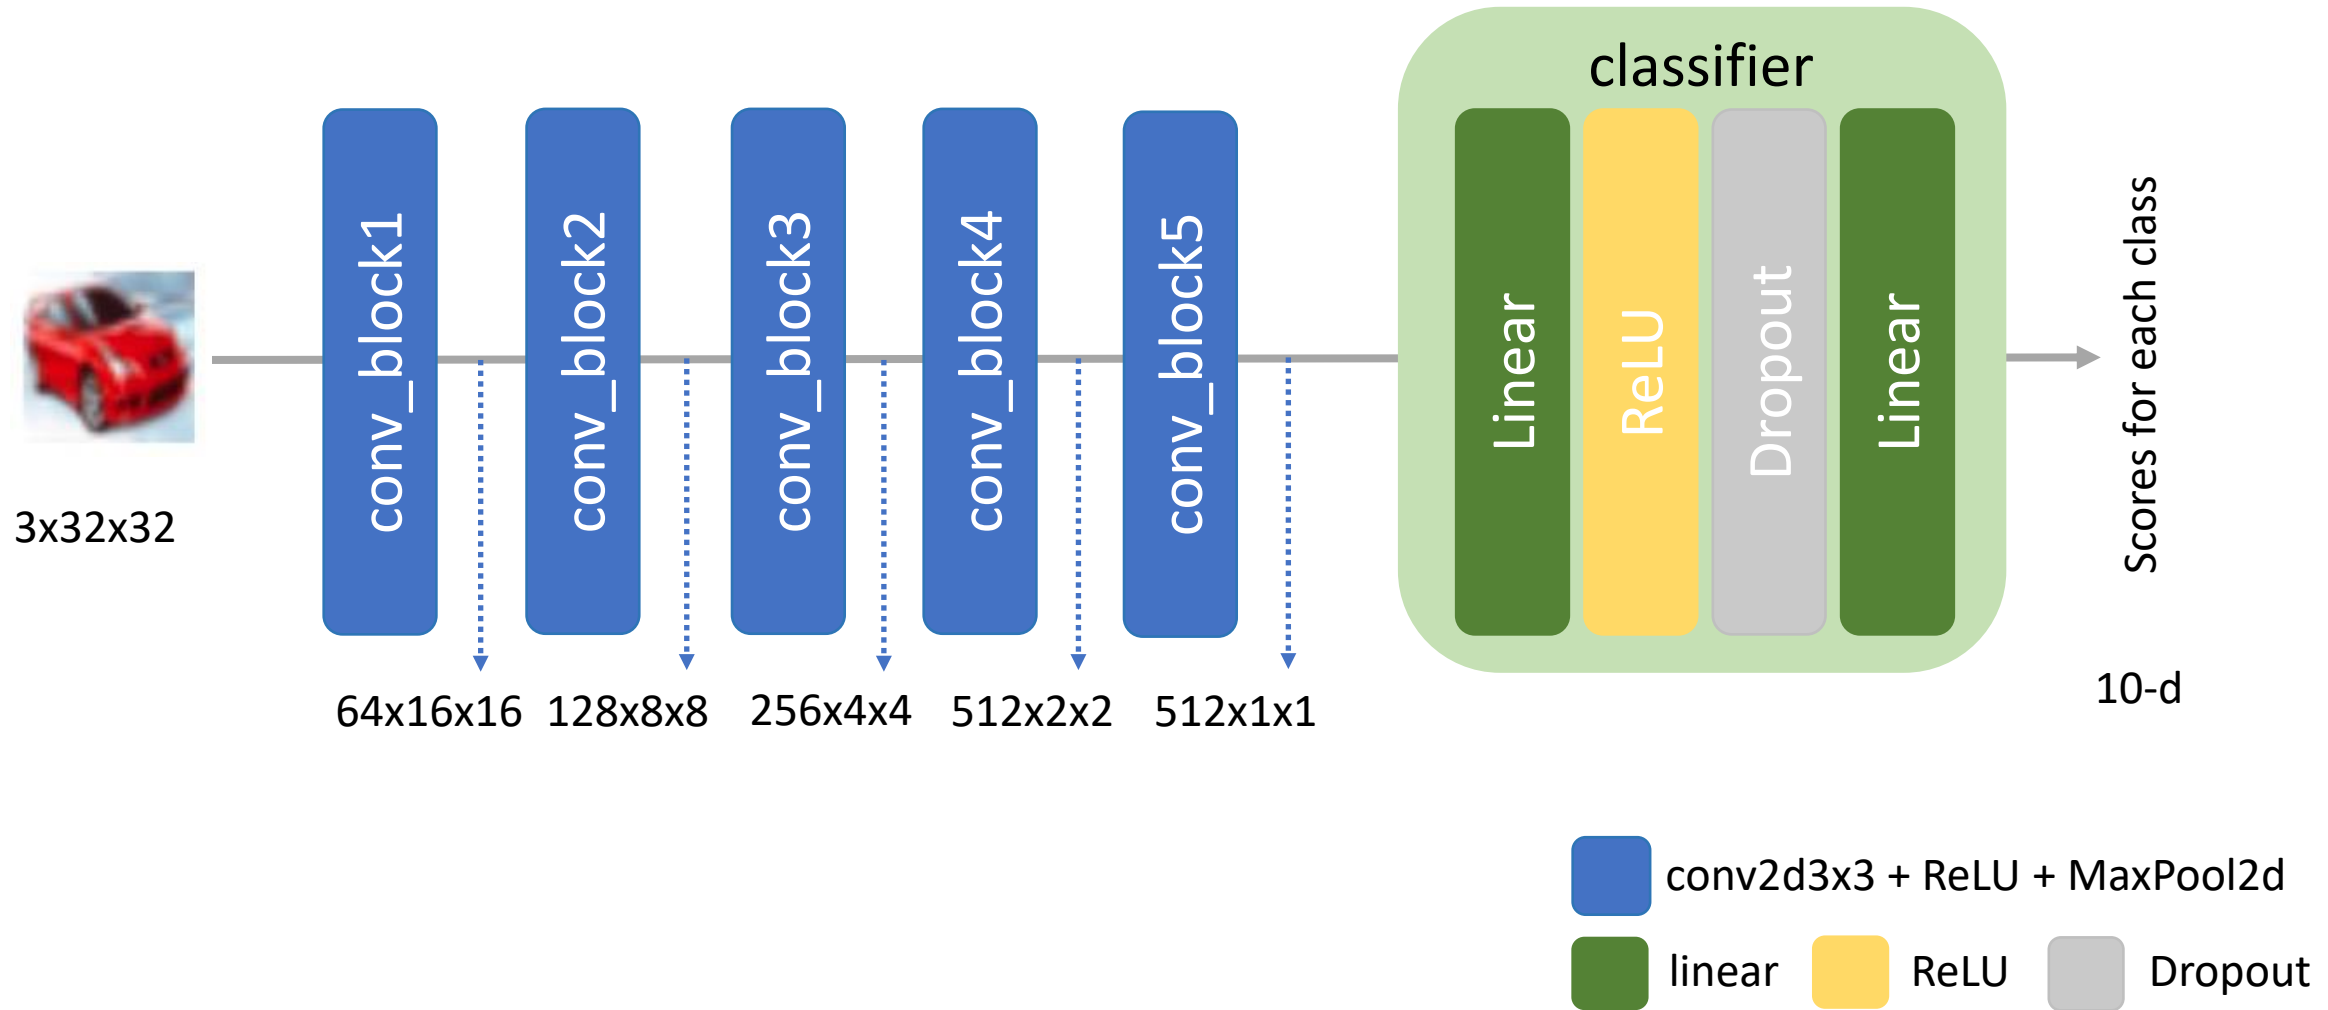 classifier
conv_block1
conv_block2
conv_block3
conv_block4
conv_block5
Linear
ReLU
Dropout
Linear
Scores for each class
3x32x32
64x16x16
128x8x8
256x4x4
512x2x2
512x1x1
10-d
conv2d3x3 + ReLU + MaxPool2d
linear
ReLU
Dropout